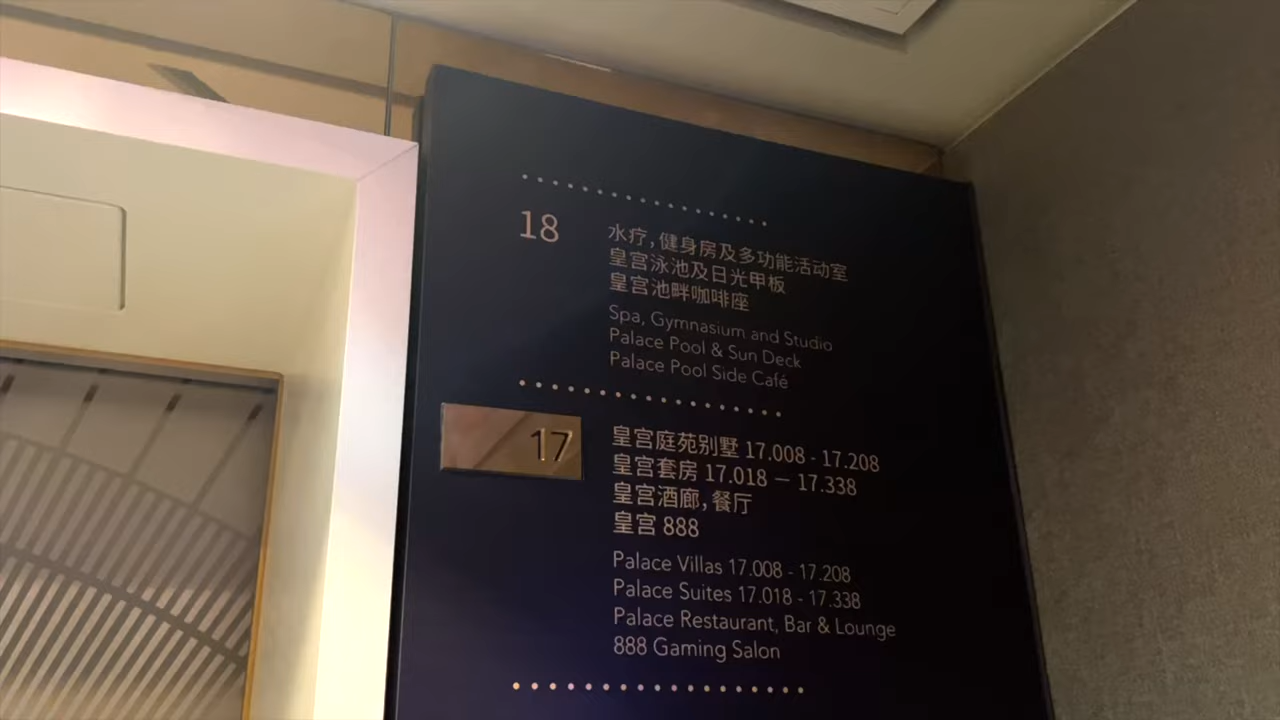 18
水疗，健身房及多功能活动室
皇宫泳池及日光甲板
皇宫池畔咖啡座
Spa, Gymnasium and Studio
Palace Pool & Sun Deck
Palace Pool Side Café
17
皇宫庭苑别墅 17.008 - 17.208
皇宫套房 17.018 — 17.338
皇宫酒廊，餐厅
皇宫 888
Palace Villas 17.008 - 17.208
Palace Suites 17.018 - 17.338
Palace Restaurant, Bar & Lounge
888 Gaming Salon